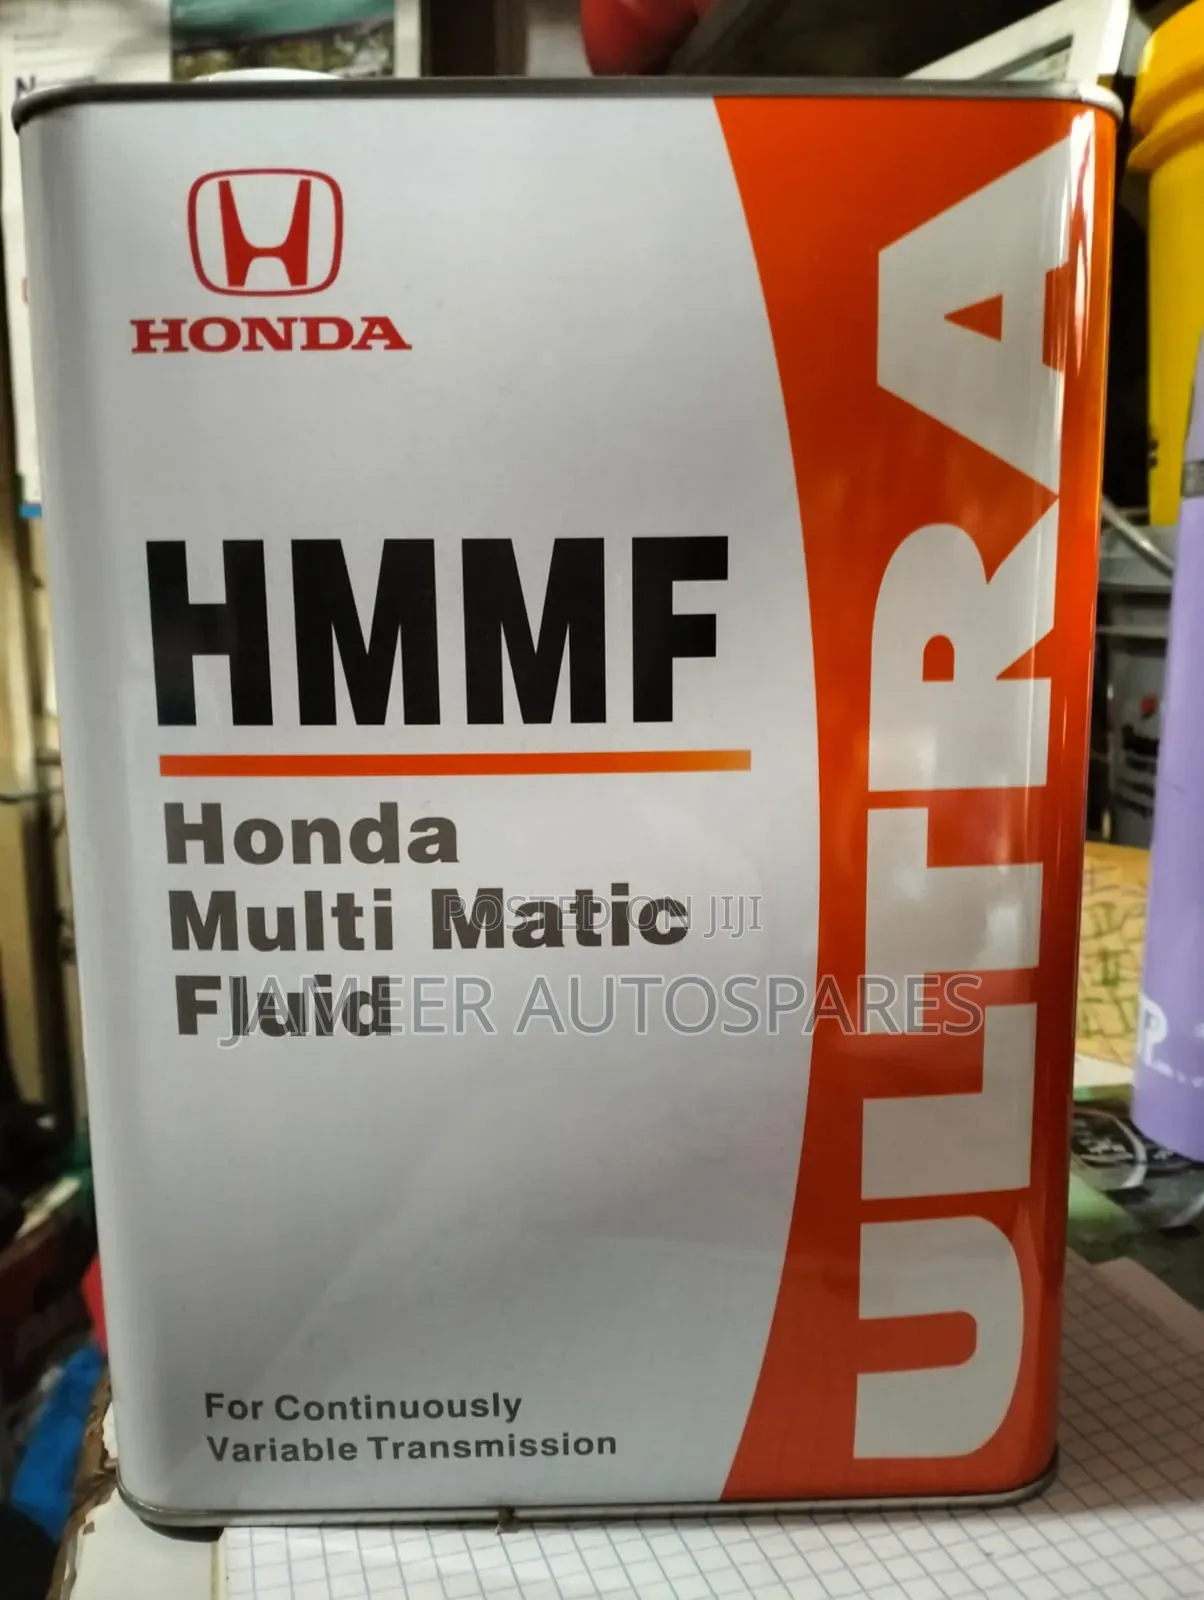 HONDA
HMMF
Honda
Multi Matic
Fluid
For Continuously
Variable Transmission
ULTRA
POSTED ON JIJI
JAMEER AUTOSPARES